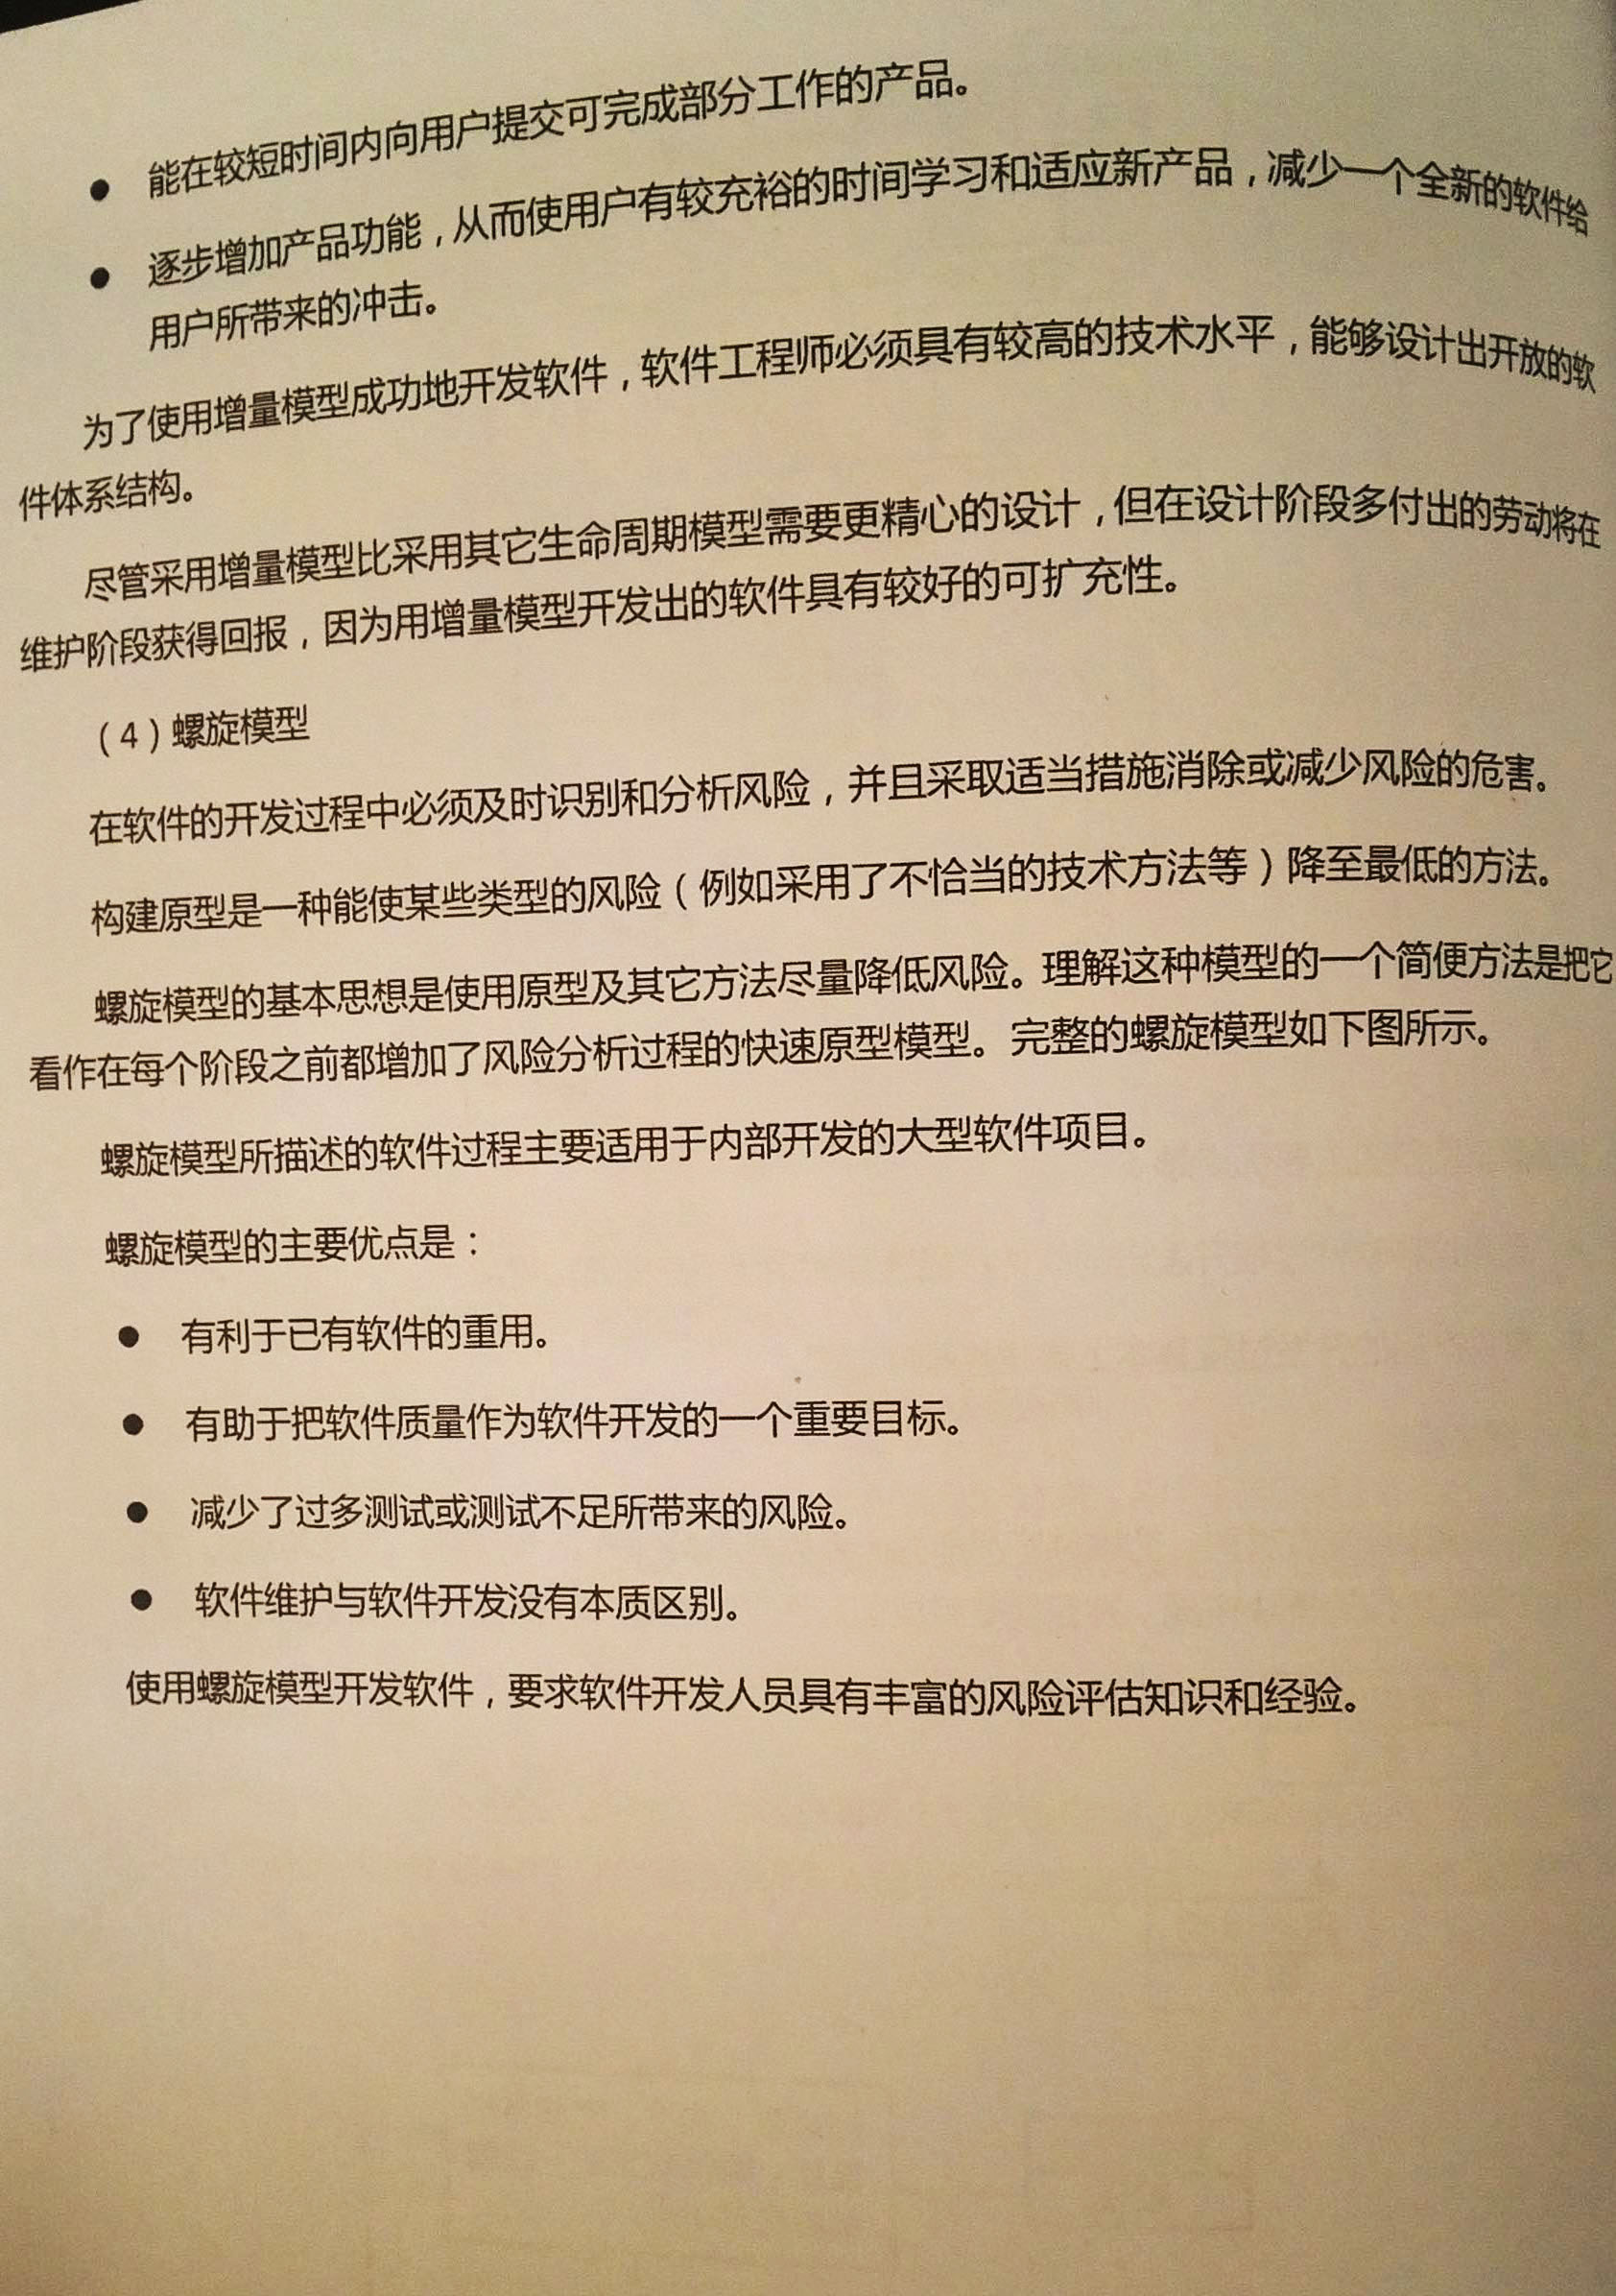 ● 能在较短时间内向用户提交可完成部分工作的产品。
● 逐步增加产品功能，从而使用户有较充裕的时间学习和适应新产品，减少一个全新的软件给
用户所带来的冲击。
为了使用增量模型成功地开发软件，软件工程师必须具有较高的技术水平，能够设计出开放的软
件体系结构。
尽管采用增量模型比采用其它生命周期模型需要更精心的设计，但在设计阶段多付出的劳动将在
维护阶段获得回报，因为用增量模型开发出的软件具有较好的可扩充性。
（4）螺旋模型
在软件的开发过程中必须及时识别和分析风险，并且采取适当措施消除或减少风险的危害。
构建原型是一种能使某些类型的风险（例如采用了不恰当的技术方法等）降至最低的方法。
螺旋模型的基本思想是使用原型及其它方法尽量降低风险。理解这种模型的一个简便方法是把它
看作在每个阶段之前都增加了风险分析过程的快速原型模型。完整的螺旋模型如下图所示。
螺旋模型所描述的软件过程主要适用于内部开发的大型软件项目。
螺旋模型的主要优点是：
● 有利于已有软件的重用。
● 有助于把软件质量作为软件开发的一个重要目标。
● 减少了过多测试或测试不足所带来的风险。
● 软件维护与软件开发没有本质区别。
使用螺旋模型开发软件，要求软件开发人员具有丰富的风险评估知识和经验。